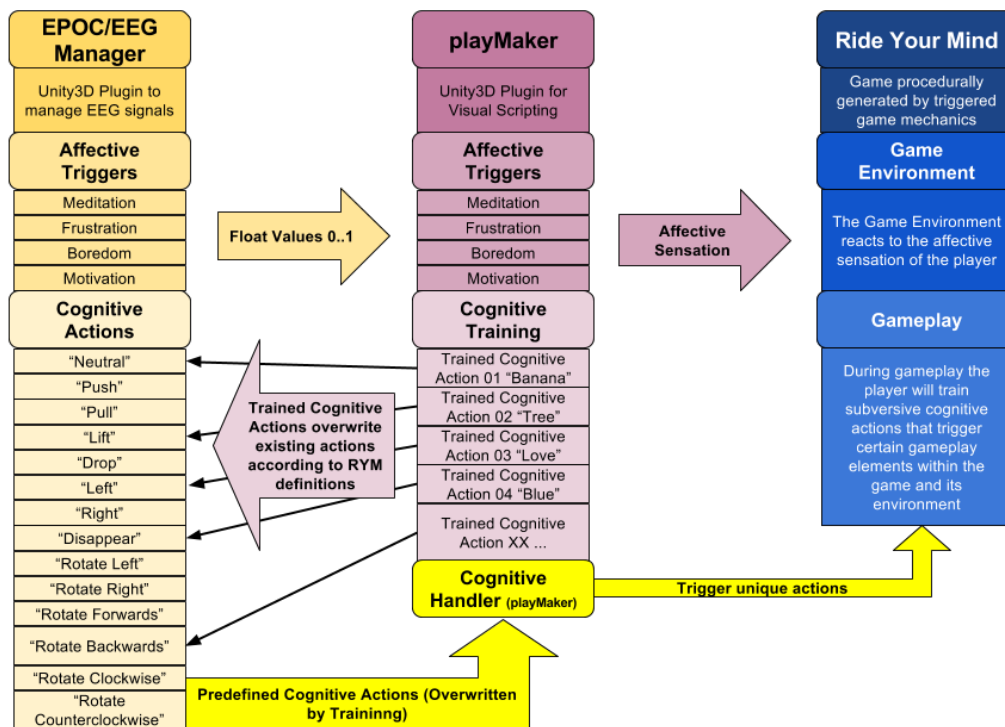 EPOC/EEG
Manager
Unity3D Plugin to
manage EEG signals
Affective
Triggers
Meditation
Frustration
Boredom
Motivation
Cognitive
Actions
“Neutral”
“Push”
“Pull”
“Lift”
“Drop”
“Left”
“Right”
“Disappear”
“Rotate Left”
“Rotate Right”
“Rotate Forwards”
“Rotate Backwards”
“Rotate Clockwise”
“Rotate
Counterclockwise”
Float Values 0..1
Trained Cognitive
Actions overwrite
existing actions
according to RYM
definitions
Predefined Cognitive Actions (Overwritten
by Traininng)
playMaker
Unity3D Plugin for
Visual Scripting
Affective
Triggers
Meditation
Frustration
Boredom
Motivation
Cognitive
Training
Trained Cognitive
Action 01 “Banana”
Trained Cognitive
Action 02 “Tree”
Trained Cognitive
Action 03 “Love”
Trained Cognitive
Action 04 “Blue”
Trained Cognitive
Action XX ...
Cognitive
Handler (playMaker)
Affective
Sensation
Trigger unique actions
Ride Your Mind
Game procedurally
generated by triggered
game mechanics
Game
Environment
The Game Environment
reacts to the affective
sensation of the player
Gameplay
During gameplay the
player will train
subversive cognitive
actions that trigger
certain gameplay
elements within the
game and its
environment